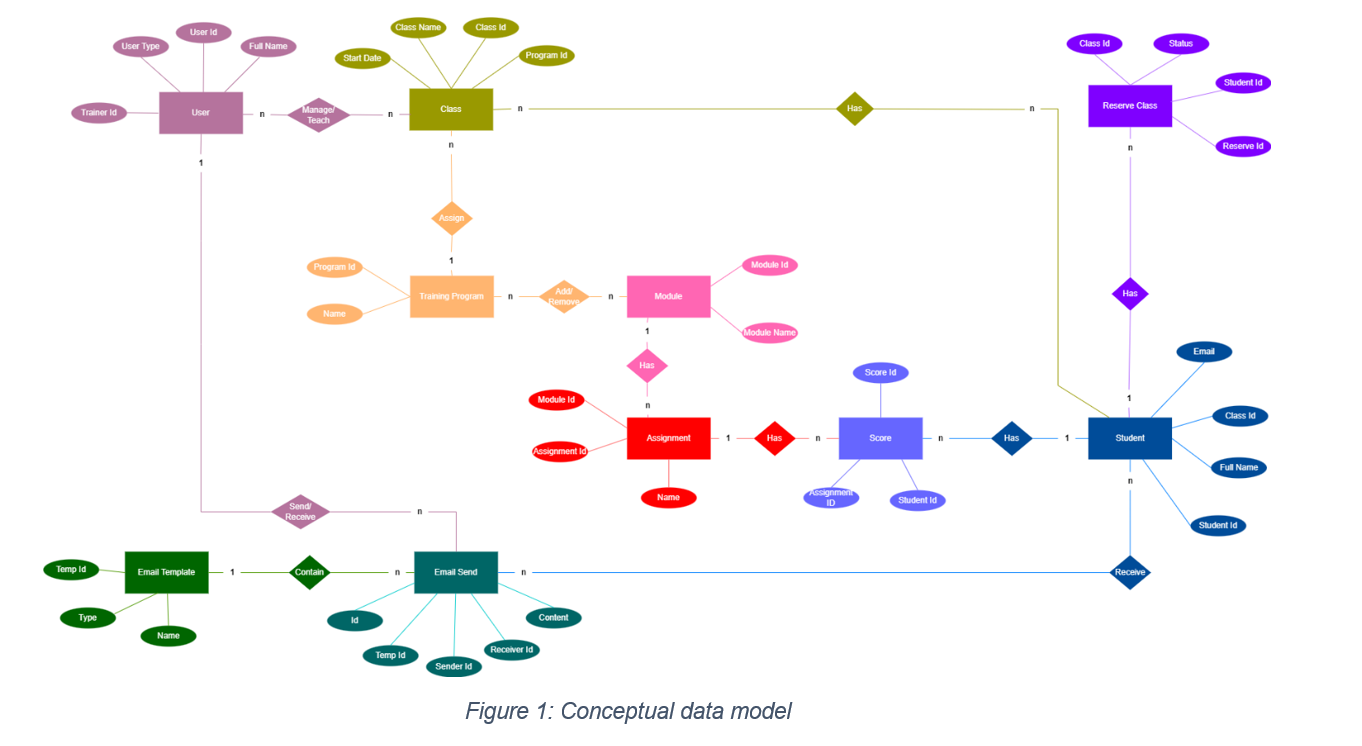 User Id
User Type
Full Name
Trainer Id
User
n
Manage/
Teach
n
1
Class Name
Class Id
Start Date
Program Id
Class
n
n
Has
n
Class Id
Status
Student Id
Reserve Class
Reserve Id
n
Assign
1
Program Id
Name
Training Program
n
Add/
Remove
n
Module
Module Id
Module Name
1
Has
n
Has
1
Module Id
Assignment Id
Assignment
Name
1
Has
n
Score Id
Score
Assignment
ID
Student Id
n
Has
1
Student
Email
Class Id
Full Name
Student Id
n
Receive
Send/
Receive
n
Temp Id
Email Template
Type
Name
1
Contain
n
Email Send
n
Id
Temp Id
Sender Id
Receiver Id
Content
Figure 1: Conceptual data model